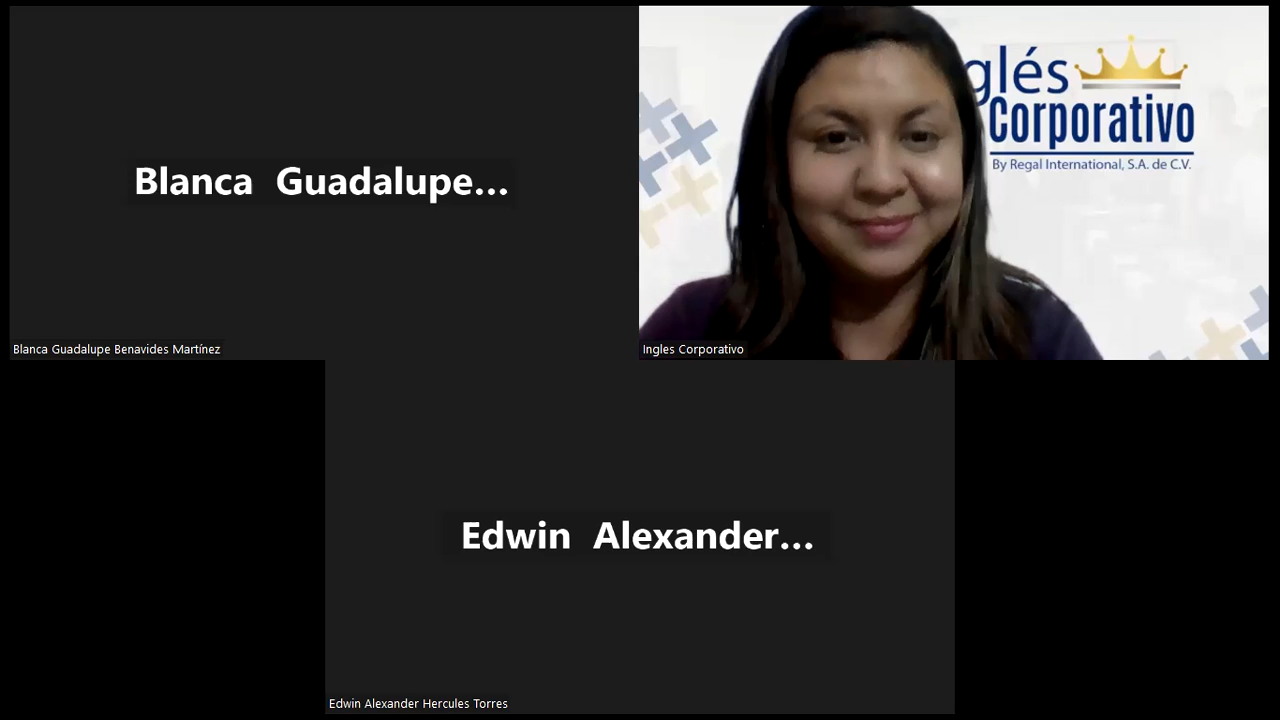 Blanca Guadalupe...
Blanca Guadalupe Benavides Martínez
glés
Corporativo
By Regal International, S.A. de C.V.
Ingles Corporativo
Edwin Alexander...
Edwin Alexander Hercules Torres